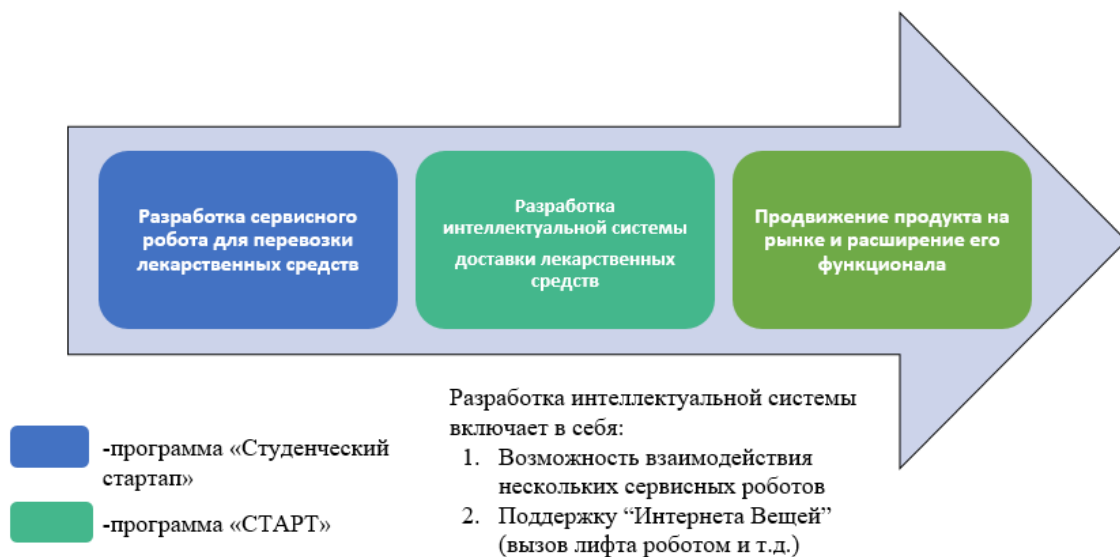 Разработка сервисного
робота для перевозки
лекарственных средств
Разработка
интеллектуальной системы
доставки лекарственных
средств
Продвижение продукта на
рынке и расширение его
функционала
-программа «Студенческий
стартап»
-программа «СТАРТ»
Разработка интеллектуальной системы
включает в себя:
1. Возможность взаимодействия
нескольких сервисных роботов
2. Поддержку “Интернета Вещей”
(вызов лифта роботом и т.д.)